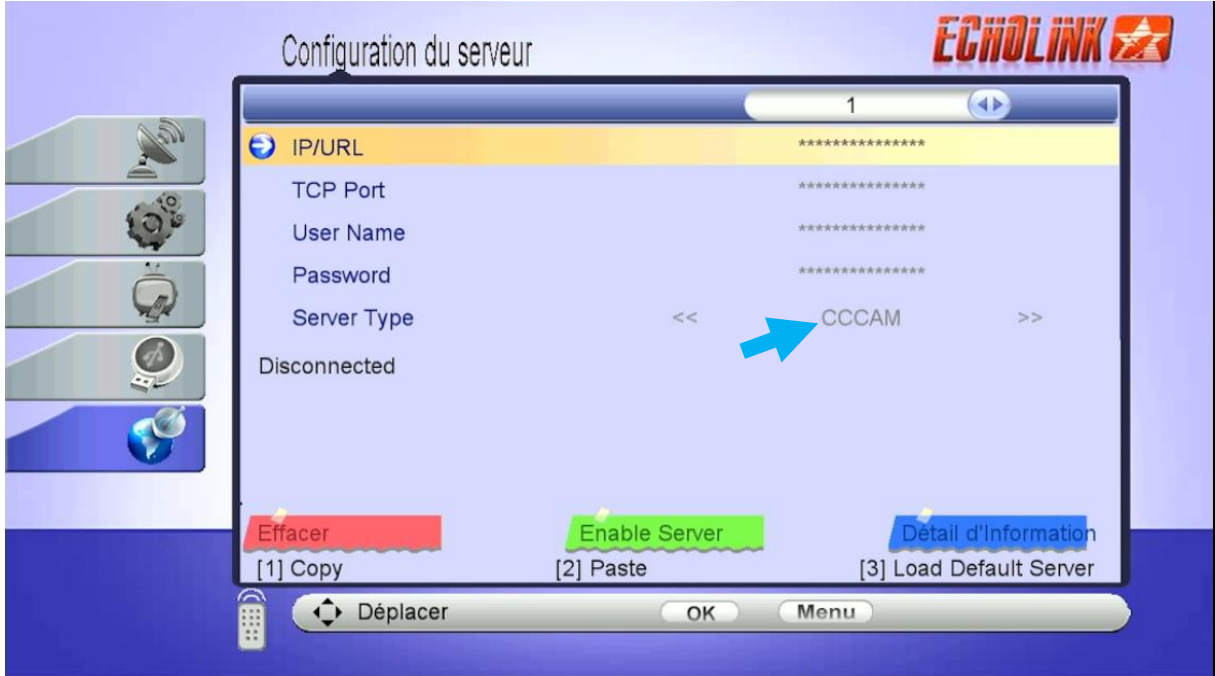 Configuration du serveur
ECHOLINK
1
IP/URL ***************
TCP Port ***************
User Name ***************
Password ***************
Server Type << CCCAM >>
Disconnected
Effacer Enable Server Détail d'Information
[1] Copy [2] Paste [3] Load Default Server
Déplacer OK Menu